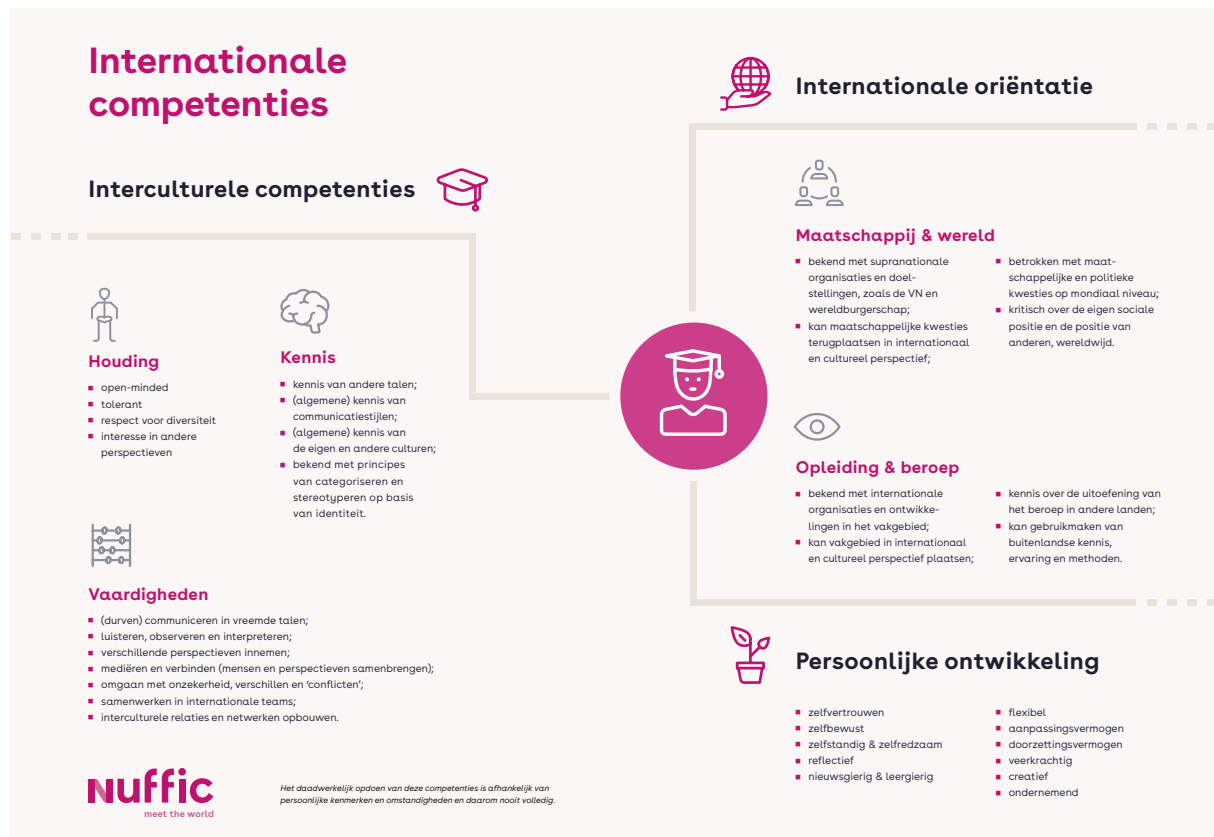 Internationale
competenties
Interculturele competenties
Houding
open-minded
tolerant
respect voor diversiteit
interesse in andere
perspectieven
Kennis
kennis van andere talen;
(algemene) kennis van
communicatiestijlen;
(algemene) kennis van
de eigen en andere culturen;
bekend met principes
van categoriseren en
stereotyperen op basis
van identiteit.
Vaardigheden
(durven) communiceren in vreemde talen;
luisteren, observeren en interpreteren;
verschillende perspectieven innemen;
mediëren en verbinden (mensen en perspectieven samenbrengen);
omgaan met onzekerheid, verschillen en ‘conflicten’;
samenwerken in internationale teams;
interculturele relaties en netwerken opbouwen.
Internationale oriëntatie
Maatschappij & wereld
bekend met supranationale
organisaties en doel-
stellingen, zoals de VN en
wereldburgerschap;
kan maatschappelijke kwesties
terugplaatsen in internationaal
en cultureel perspectief;
betrokken met maat-
schappelijke en politieke
kwesties op mondiaal niveau;
kritisch over de eigen sociale
positie en de positie van
anderen, wereldwijd.
Opleiding & beroep
bekend met internationale
organisaties en ontwikke-
lingen in het vakgebied;
kan vakgebied in internationaal
en cultureel perspectief plaatsen;
kennis over de uitoefening van
het beroep in andere landen;
kan gebruikmaken van
buitenlandse kennis,
ervaring en methoden.
Persoonlijke ontwikkeling
zelfvertrouwen
zelfbewust
zelfstandig & zelfredzaam
reflectief
nieuwsgierig & leergierig
flexibel
aanpassingsvermogen
doorzettingsvermogen
veerkrachtig
creatief
ondernemend
Nuffic
meet the world
Het daadwerkelijk opdoen van deze competenties is afhankelijk van
persoonlijke kenmerken en omstandigheden en daarom nooit volledig.